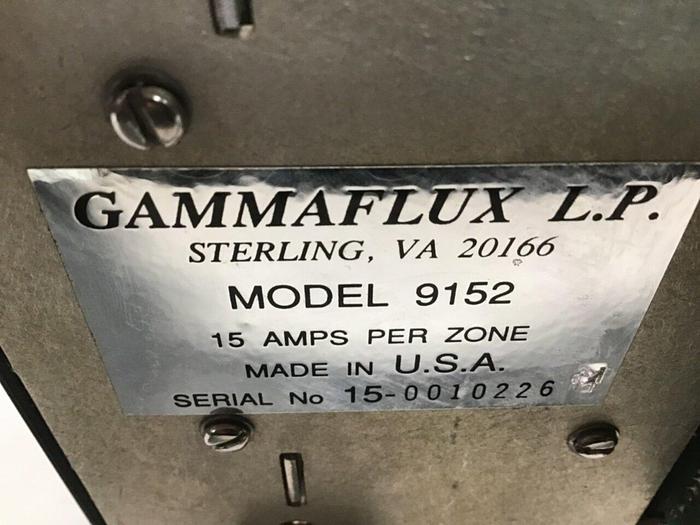 GAMMAFLUX L.P.
STERLING, VA 20166
MODEL 9152
15 AMPS PER ZONE
MADE IN U.S.A.
SERIAL No 15-0010226